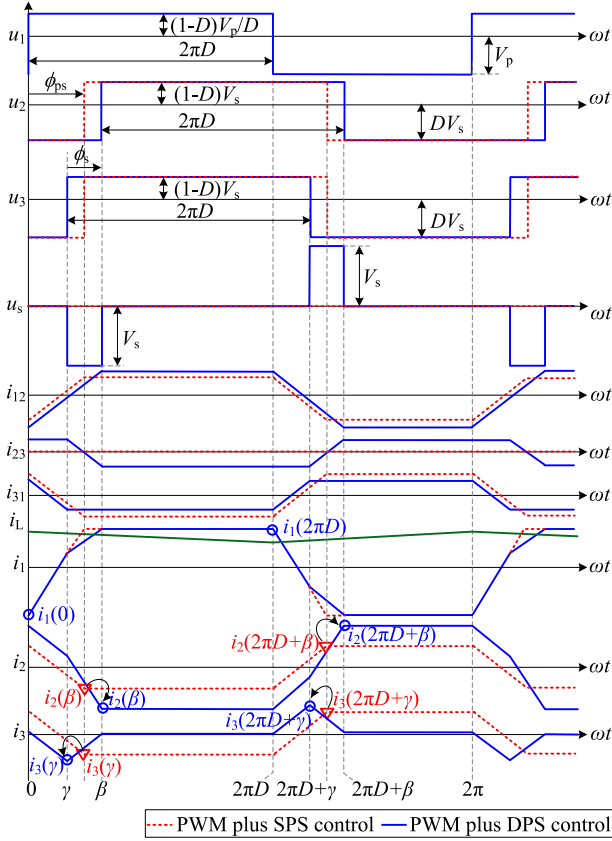 u₁
(1-D)Vₚ/D
ωt
2πD
Vₚ
ϕₚₛ
u₂
(1-D)Vₛ
ωt
2πD
DVₛ
ϕₛ
u₃
(1-D)Vₛ
ωt
2πD
DVₛ
Vₛ
uₛ
ωt
Vₛ
i₁₂
ωt
i₂₃
ωt
i₃₁
ωt
i_L
i₁(2πD)
i₁
ωt
i₁(0)
i₂(2πD+β)
i₂(2πD+β)
i₂
ωt
i₂(β)
i₂(β)
i₃(2πD+γ)
i₃(2πD+γ)
i₃
ωt
i₃(γ)
i₃(γ)
0 γ β 2πD 2πD+γ 2πD+β 2π
PWM plus SPS control PWM plus DPS control